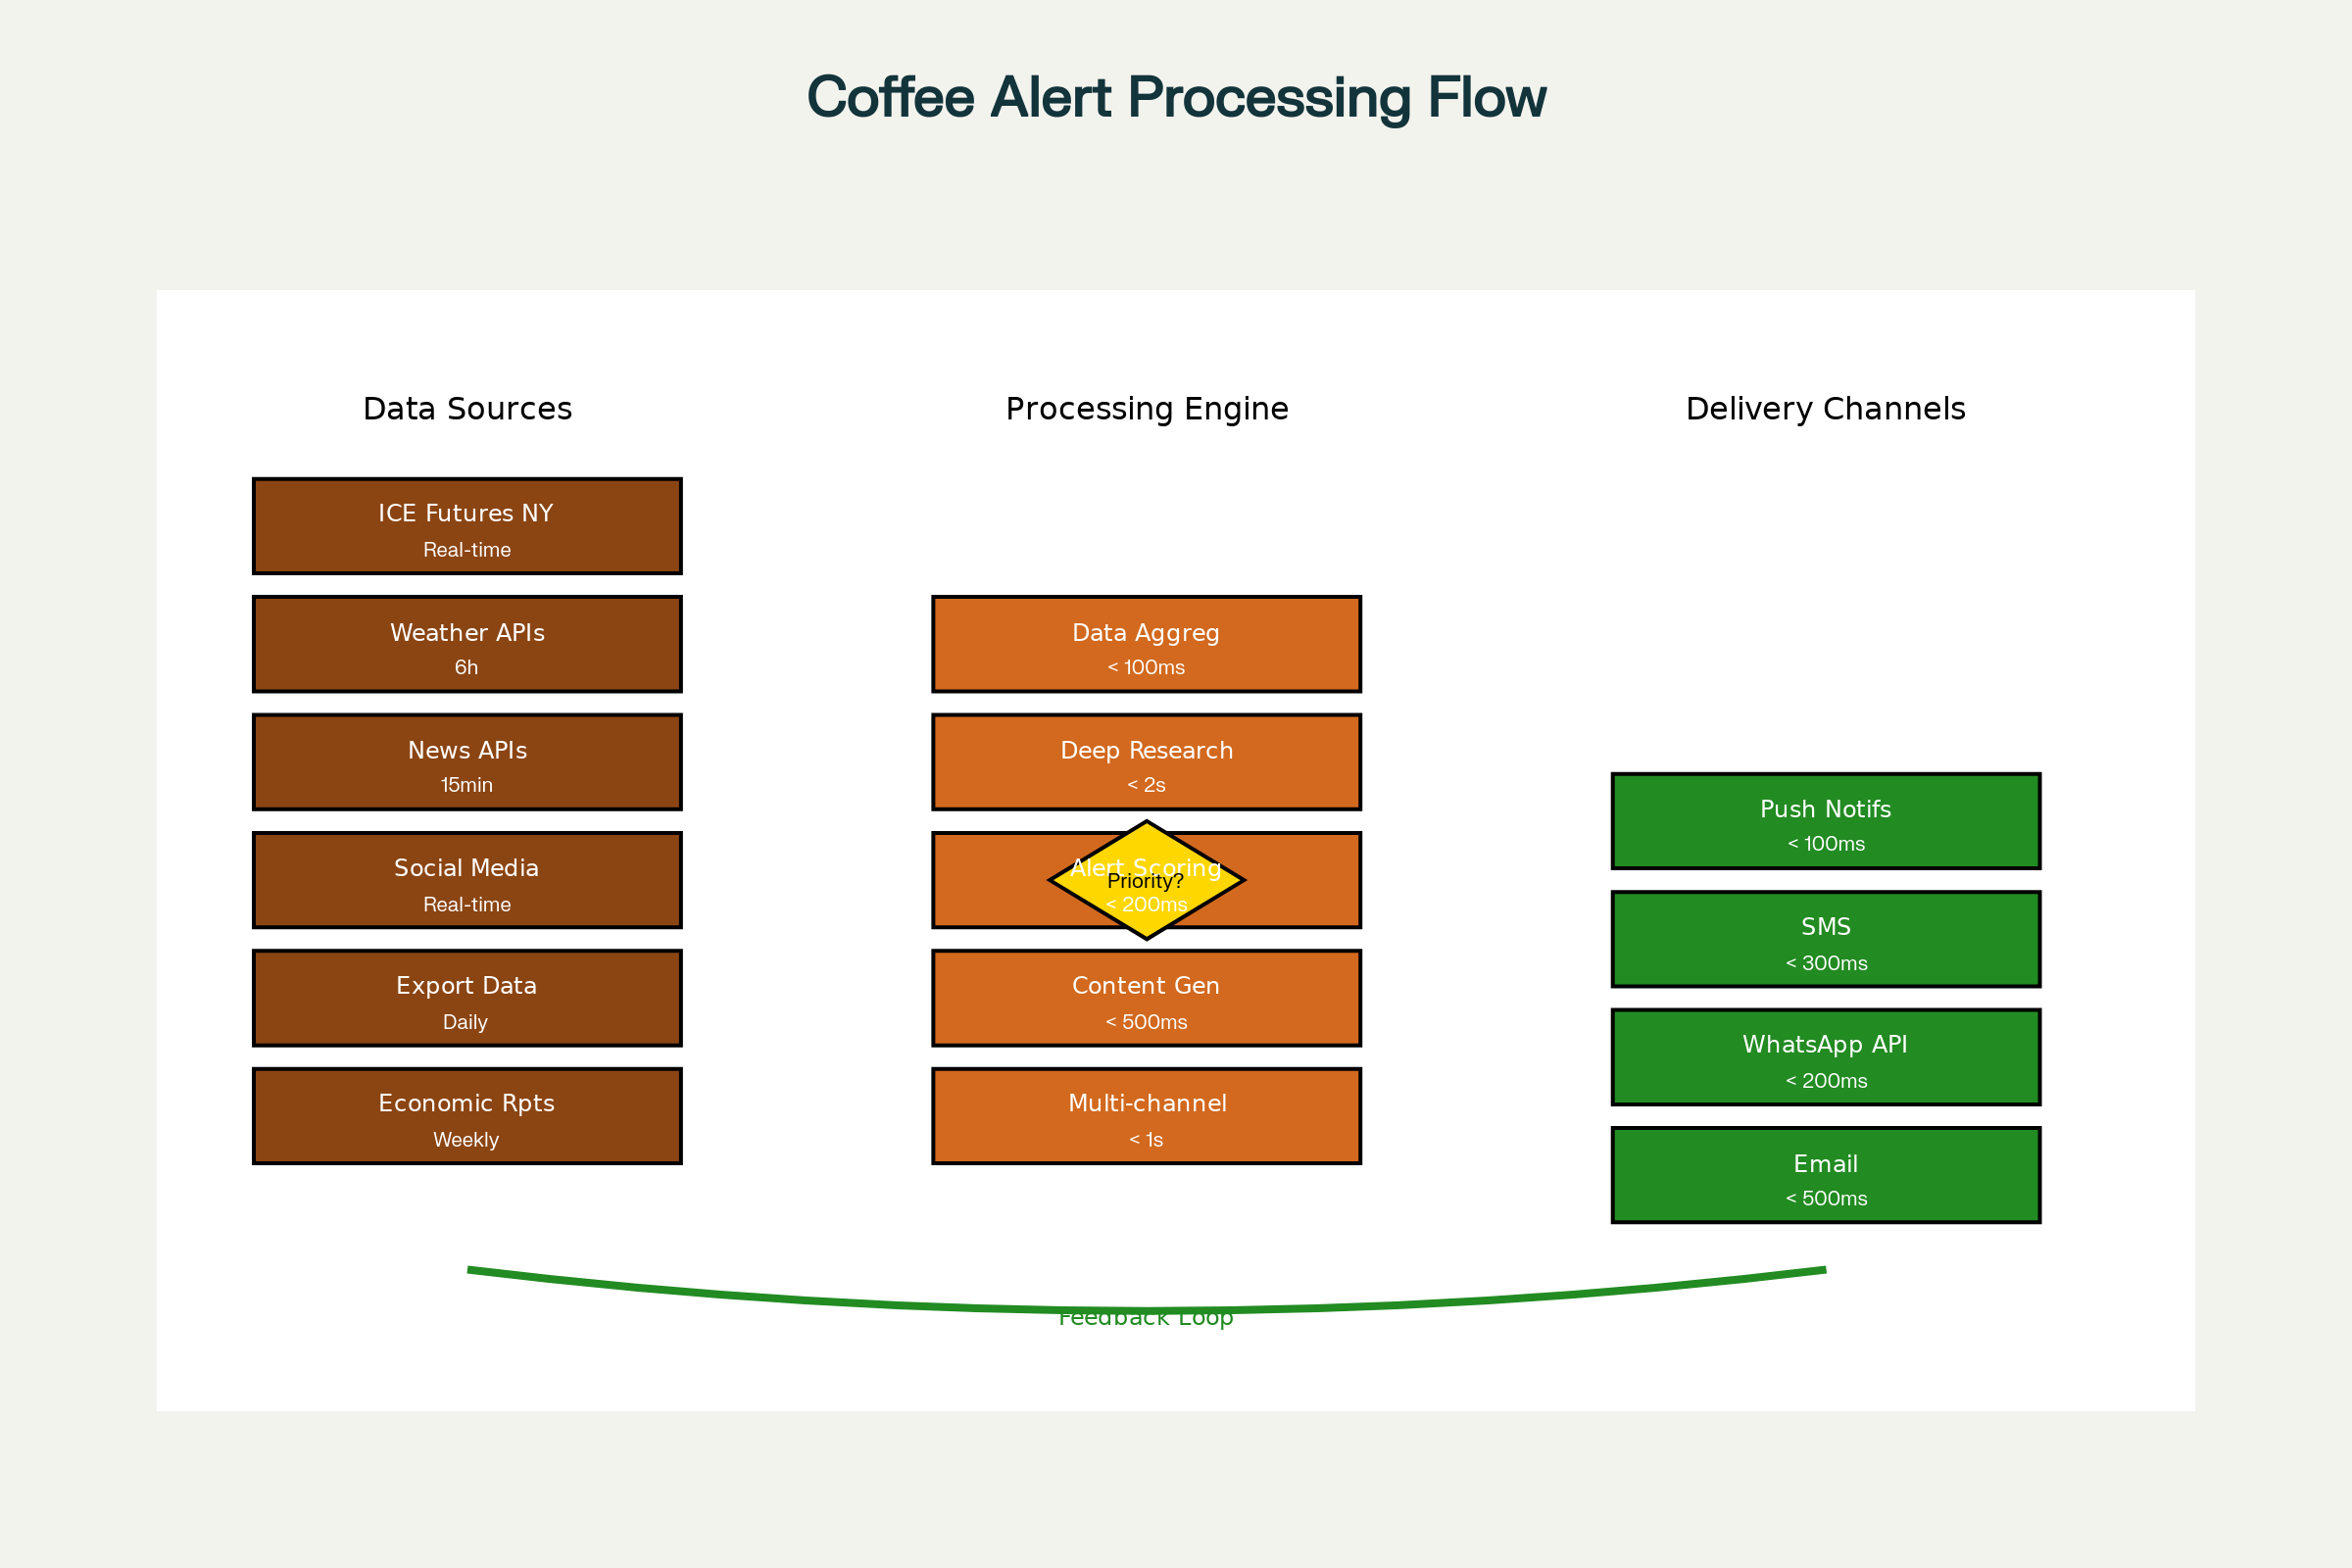 Coffee Alert Processing Flow
Data Sources
ICE Futures NY
Real-time
Weather APIs
6h
News APIs
15min
Social Media
Real-time
Export Data
Daily
Economic Rpts
Weekly
Processing Engine
Data Aggreg
< 100ms
Deep Research
< 2s
Alert Scoring
Priority?
< 200ms
Content Gen
< 500ms
Multi-channel
< 1s
Delivery Channels
Push Notifs
< 100ms
SMS
< 300ms
WhatsApp API
< 200ms
Email
< 500ms
Feedback Loop